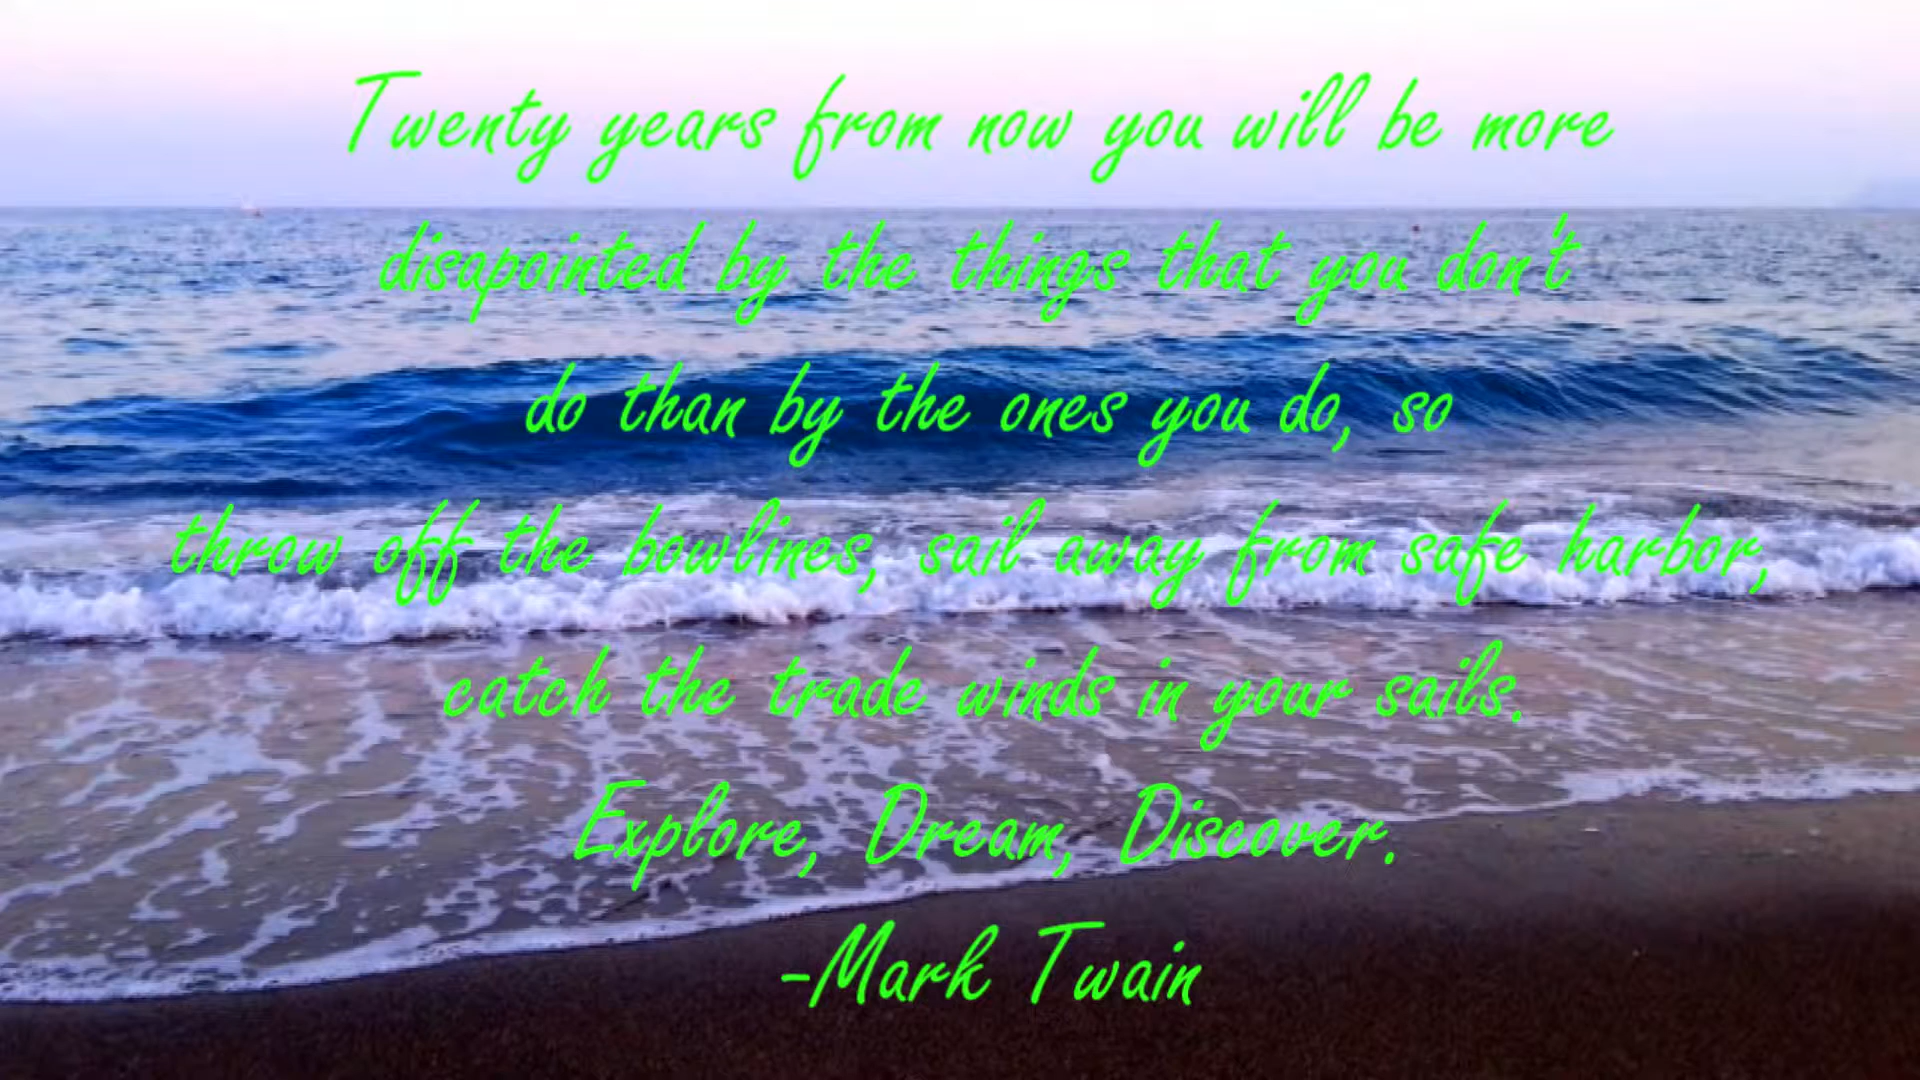 Twenty years from now you will be more
disapointed by the things that you don't
do than by the ones you do, so
throw off the bowlines, sail away from safe harbor,
catch the trade winds in your sails.
Explore, Dream, Discover.
-Mark Twain